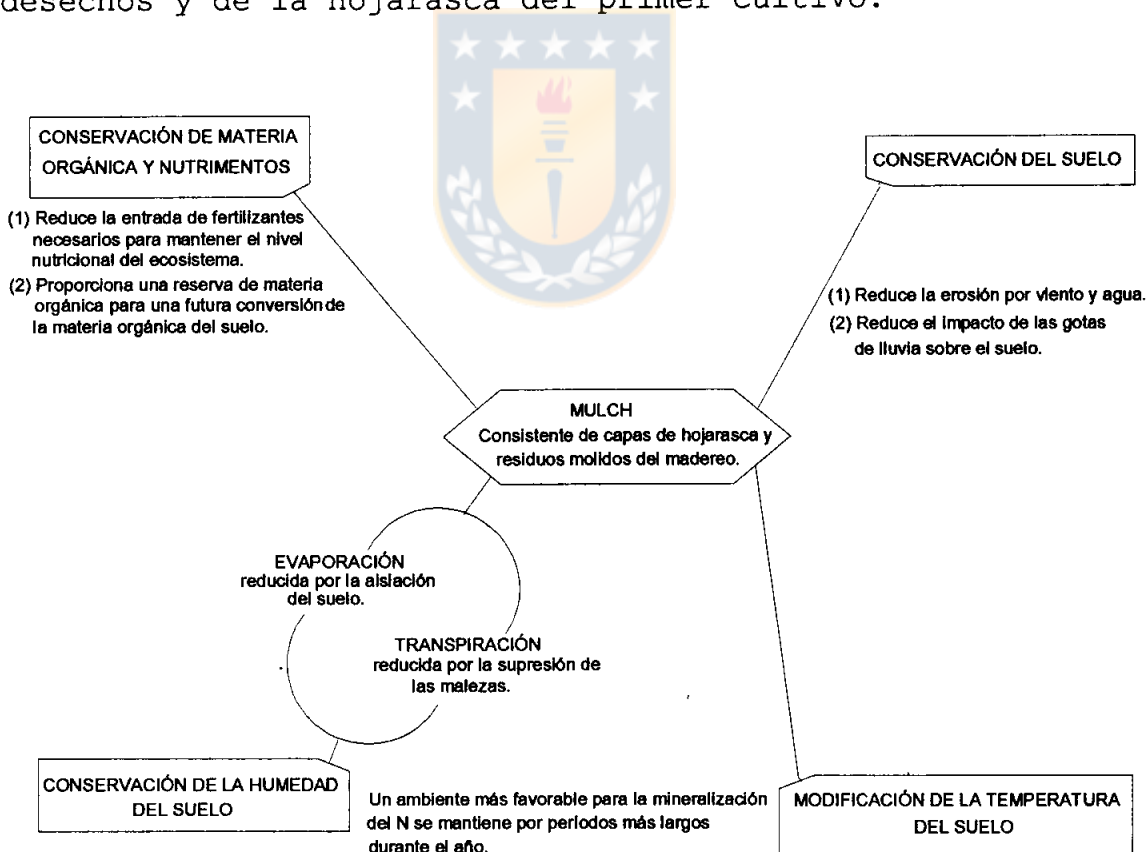 desechos y de la hojarasca del primer cultivo.
CONSERVACIÓN DE MATERIA
ORGÁNICA Y NUTRIMENTOS
(1) Reduce la entrada de fertilizantes
necesarios para mantener el nivel
nutricional del ecosistema.
(2) Proporciona una reserva de materia
orgánica para una futura conversión de
la materia orgánica del suelo.
CONSERVACIÓN DEL SUELO
(1) Reduce la erosión por viento y agua.
(2) Reduce el impacto de las gotas
de lluvia sobre el suelo.
MULCH
Consistente de capas de hojarasca y
residuos molidos del madereo.
EVAPORACIÓN
reducida por la aislación
del suelo.
TRANSPIRACIÓN
reducida por la supresión de
las malezas.
CONSERVACIÓN DE LA HUMEDAD
DEL SUELO
Un ambiente más favorable para la mineralización
del N se mantiene por períodos más largos
durante el año.
MODIFICACIÓN DE LA TEMPERATURA
DEL SUELO